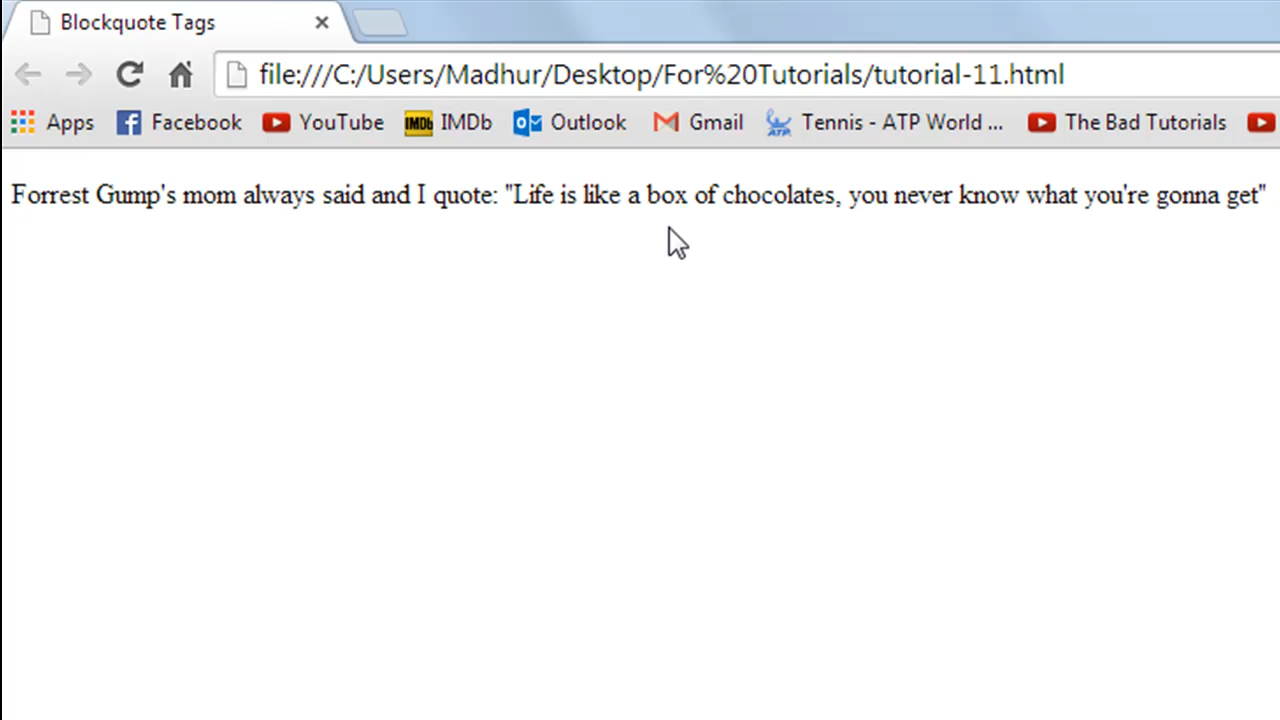 Blockquote Tags
file:///C:/Users/Madhur/Desktop/For%20Tutorials/tutorial-11.html
Apps Facebook YouTube IMDb IMDb Outlook Gmail ATP Tennis - ATP World ... The Bad Tutorials
Forrest Gump's mom always said and I quote: "Life is like a box of chocolates, you never know what you're gonna get"